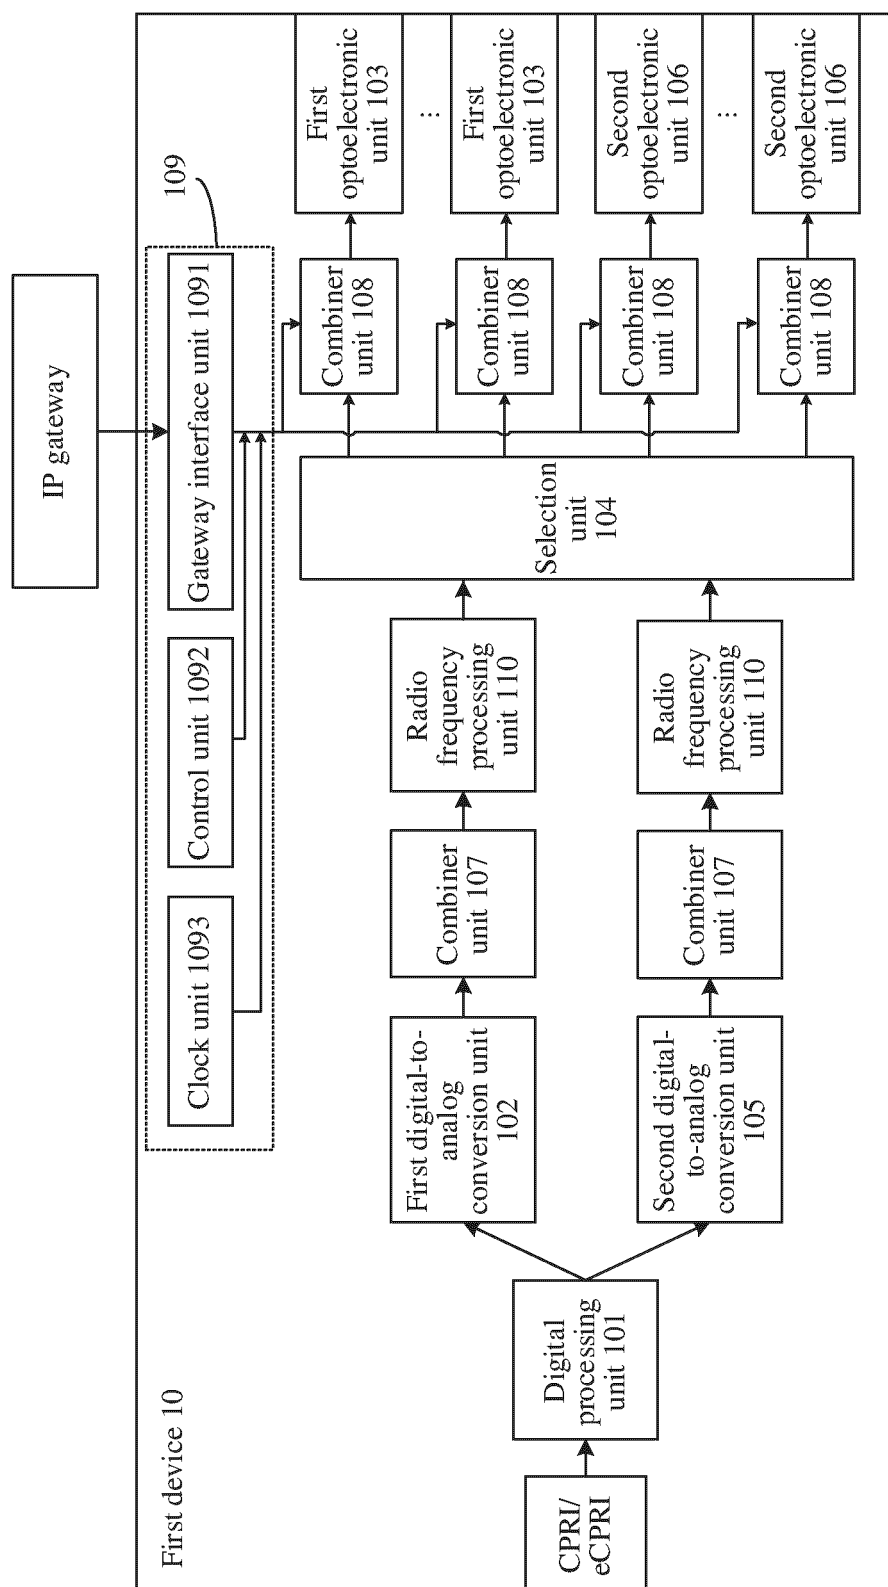 First device 10
IP gateway
109
Clock unit 1093
Control unit 1092
Gateway interface unit 1091
CPRI/
eCPRI
Digital
processing
unit 101
First digital-to-
analog
conversion unit
102
Combiner
unit 107
Radio
frequency
processing
unit 110
Second digital-
to-analog
conversion unit
105
Combiner
unit 107
Radio
frequency
processing
unit 110
Selection
unit
104
Combiner
unit 108
First
optoelectronic
unit 103
...
Combiner
unit 108
First
optoelectronic
unit 103
Combiner
unit 108
Second
optoelectronic
unit 106
...
Combiner
unit 108
Second
optoelectronic
unit 106